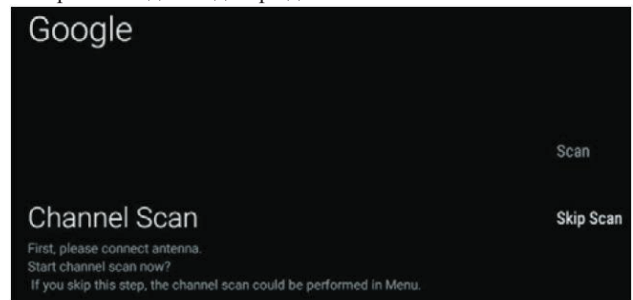 Google
Scan
Channel Scan
Skip Scan
First, please connect antenna.
Start channel scan now?
If you skip this step, the channel scan could be performed in Menu.